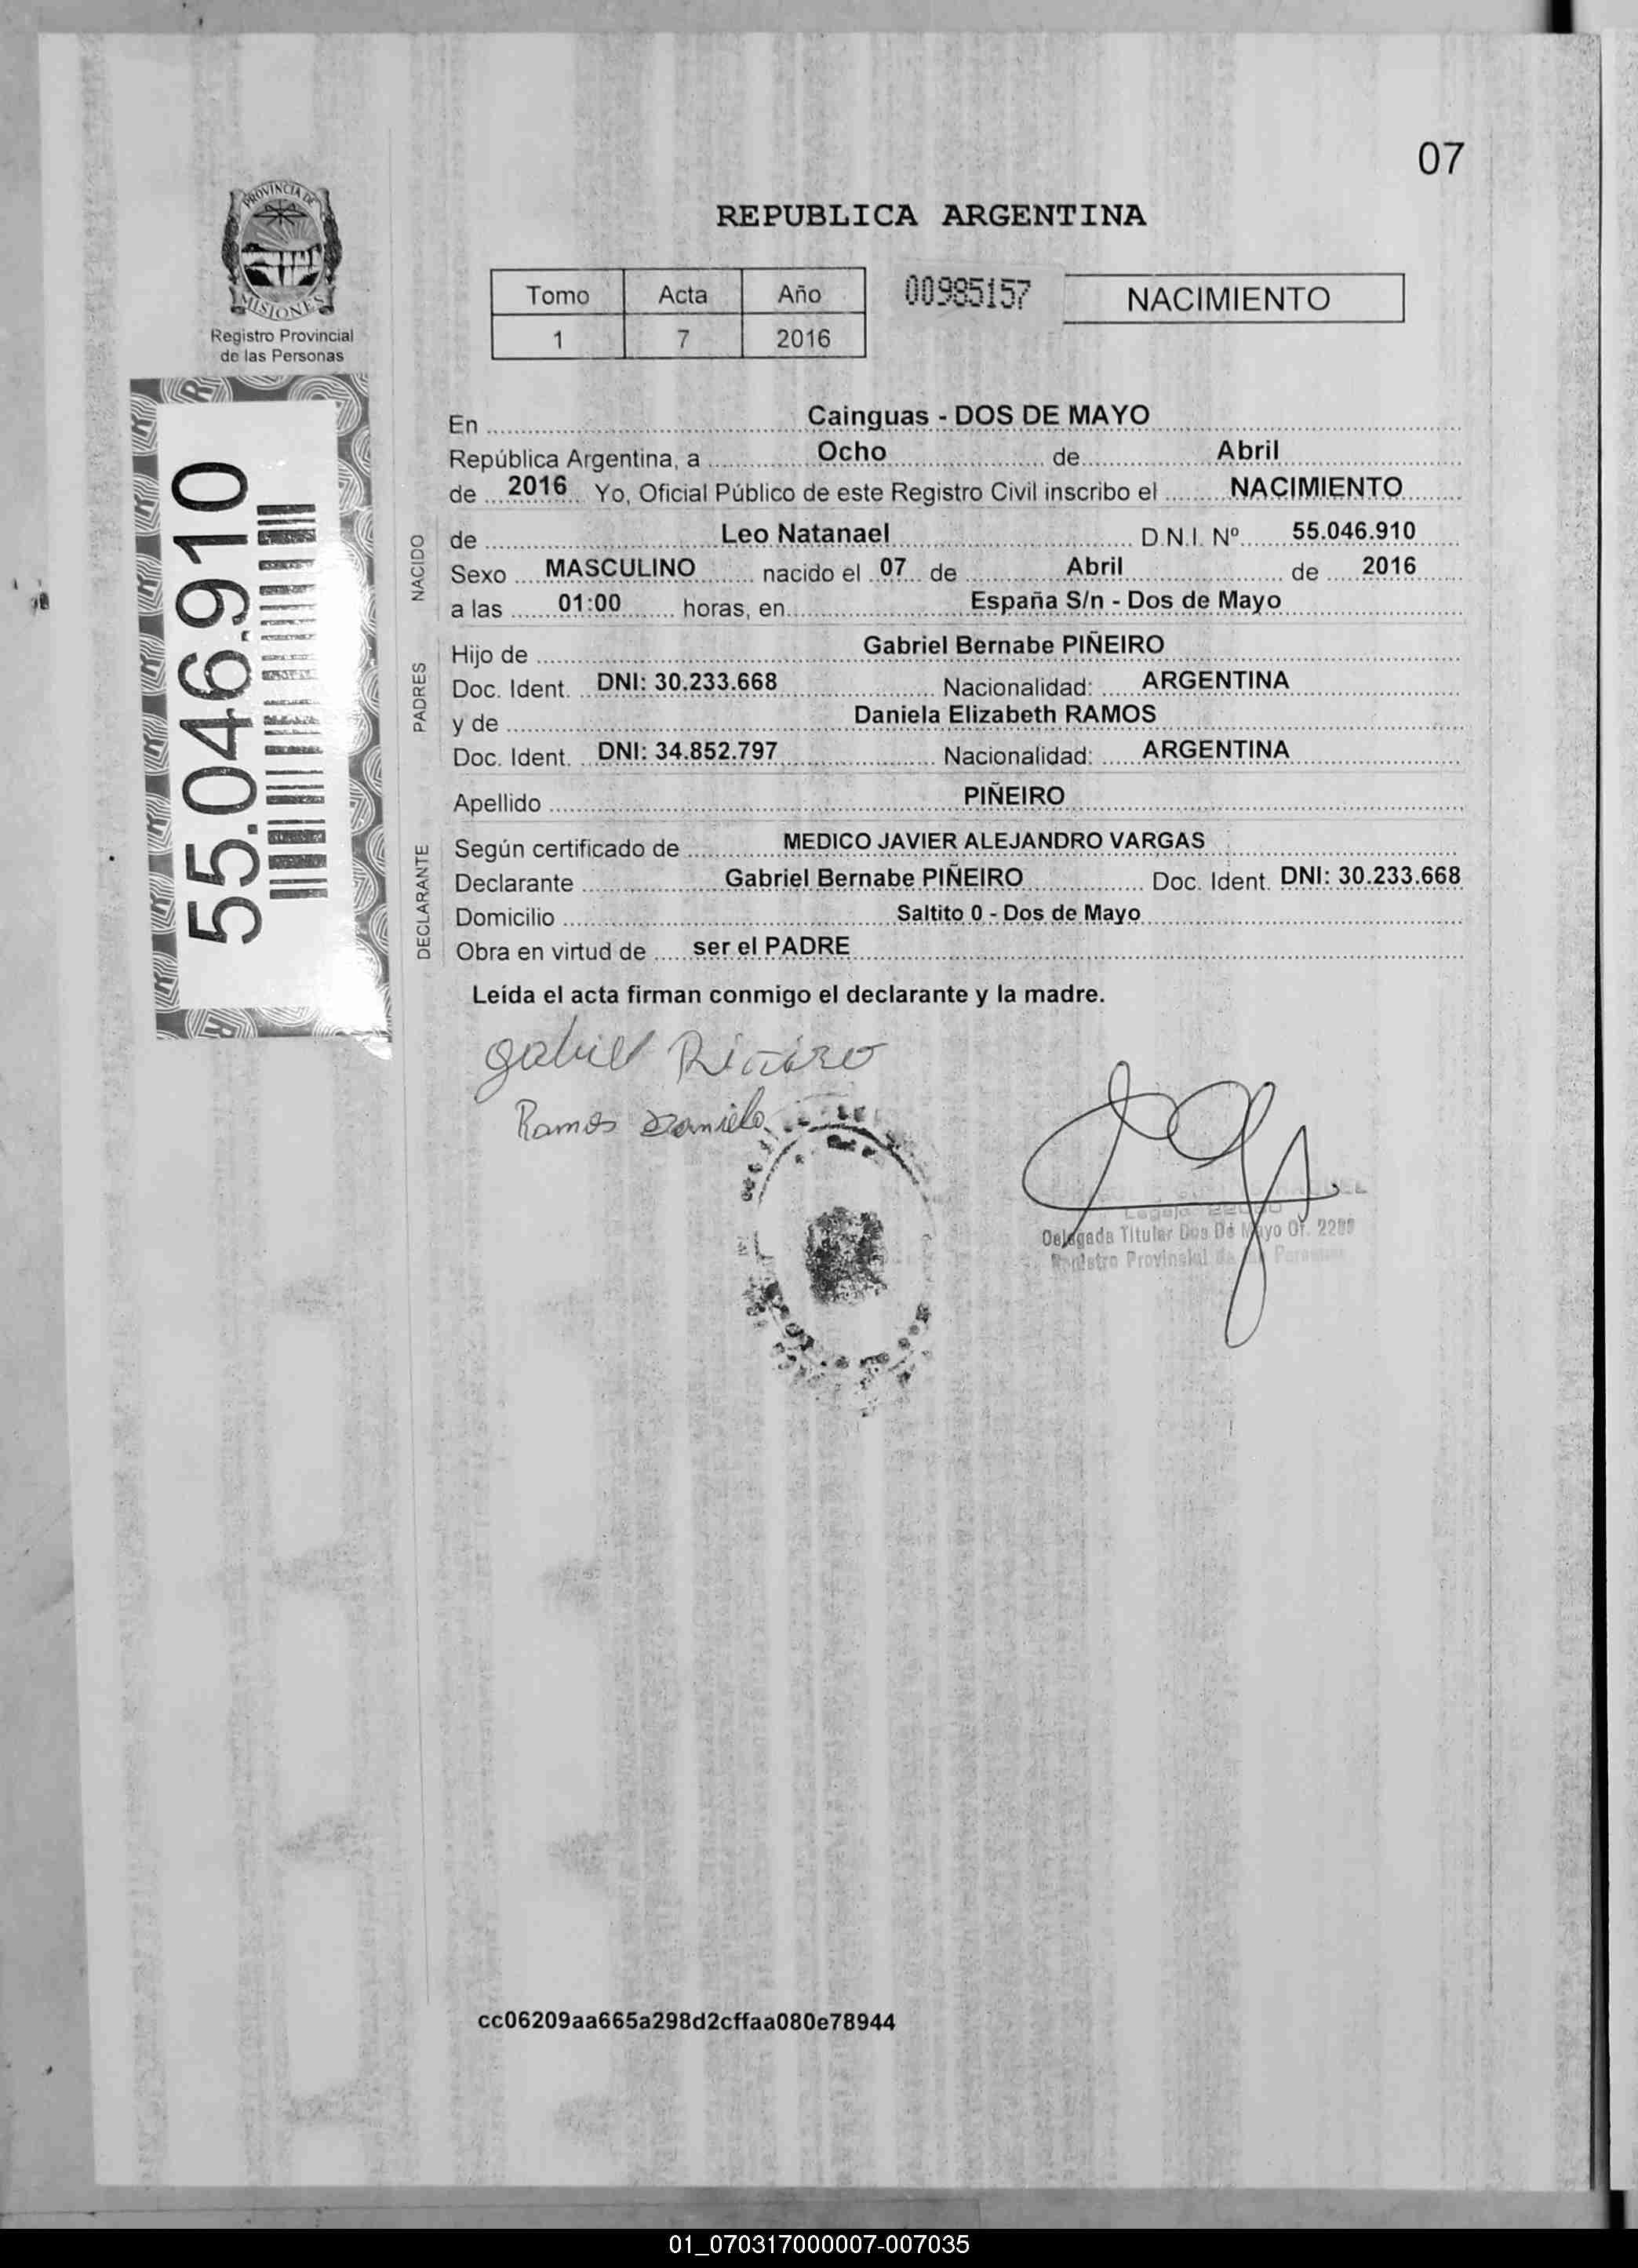 07
PROVINCIA DE
MISIONES
Registro Provincial
de las Personas
REPUBLICA ARGENTINA
Tomo Acta Año
1 7 2016
00985157
NACIMIENTO
55.046.910
En Cainguas - DOS DE MAYO
República Argentina, a Ocho de Abril
de 2016 Yo, Oficial Público de este Registro Civil inscribo el NACIMIENTO
NACIDO
de Leo Natanael D.N.I. Nº 55.046.910
Sexo MASCULINO nacido el 07 de Abril de 2016
a las 01:00 horas, en España S/n - Dos de Mayo
PADRES
Hijo de Gabriel Bernabe PIÑEIRO
Doc. Ident. DNI: 30.233.668 Nacionalidad: ARGENTINA
y de Daniela Elizabeth RAMOS
Doc. Ident. DNI: 34.852.797 Nacionalidad: ARGENTINA
Apellido PIÑEIRO
DECLARANTE
Según certificado de MEDICO JAVIER ALEJANDRO VARGAS
Declarante Gabriel Bernabe PIÑEIRO Doc. Ident. DNI: 30.233.668
Domicilio Saltito 0 - Dos de Mayo
Obra en virtud de ser el PADRE
Leída el acta firman conmigo el declarante y la madre.
gabriel Piñeiro
Ramos Daniela
Delegada Titular Dos De Mayo Of.
Registro Provincial
cc06209aa665a298d2cffaa080e78944
01_070317000007-007035